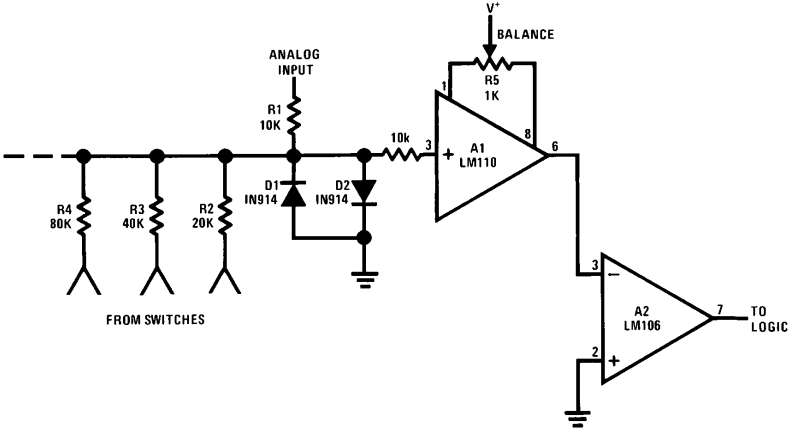 V+
BALANCE
ANALOG
INPUT
R5
1K
1
R1
10K
8
10k
3
+
A1
LM110
6
D1
IN914
D2
IN914
R4
80K
R3
40K
R2
20K
3
−
A2
LM106
7
TO
LOGIC
FROM SWITCHES
2
+